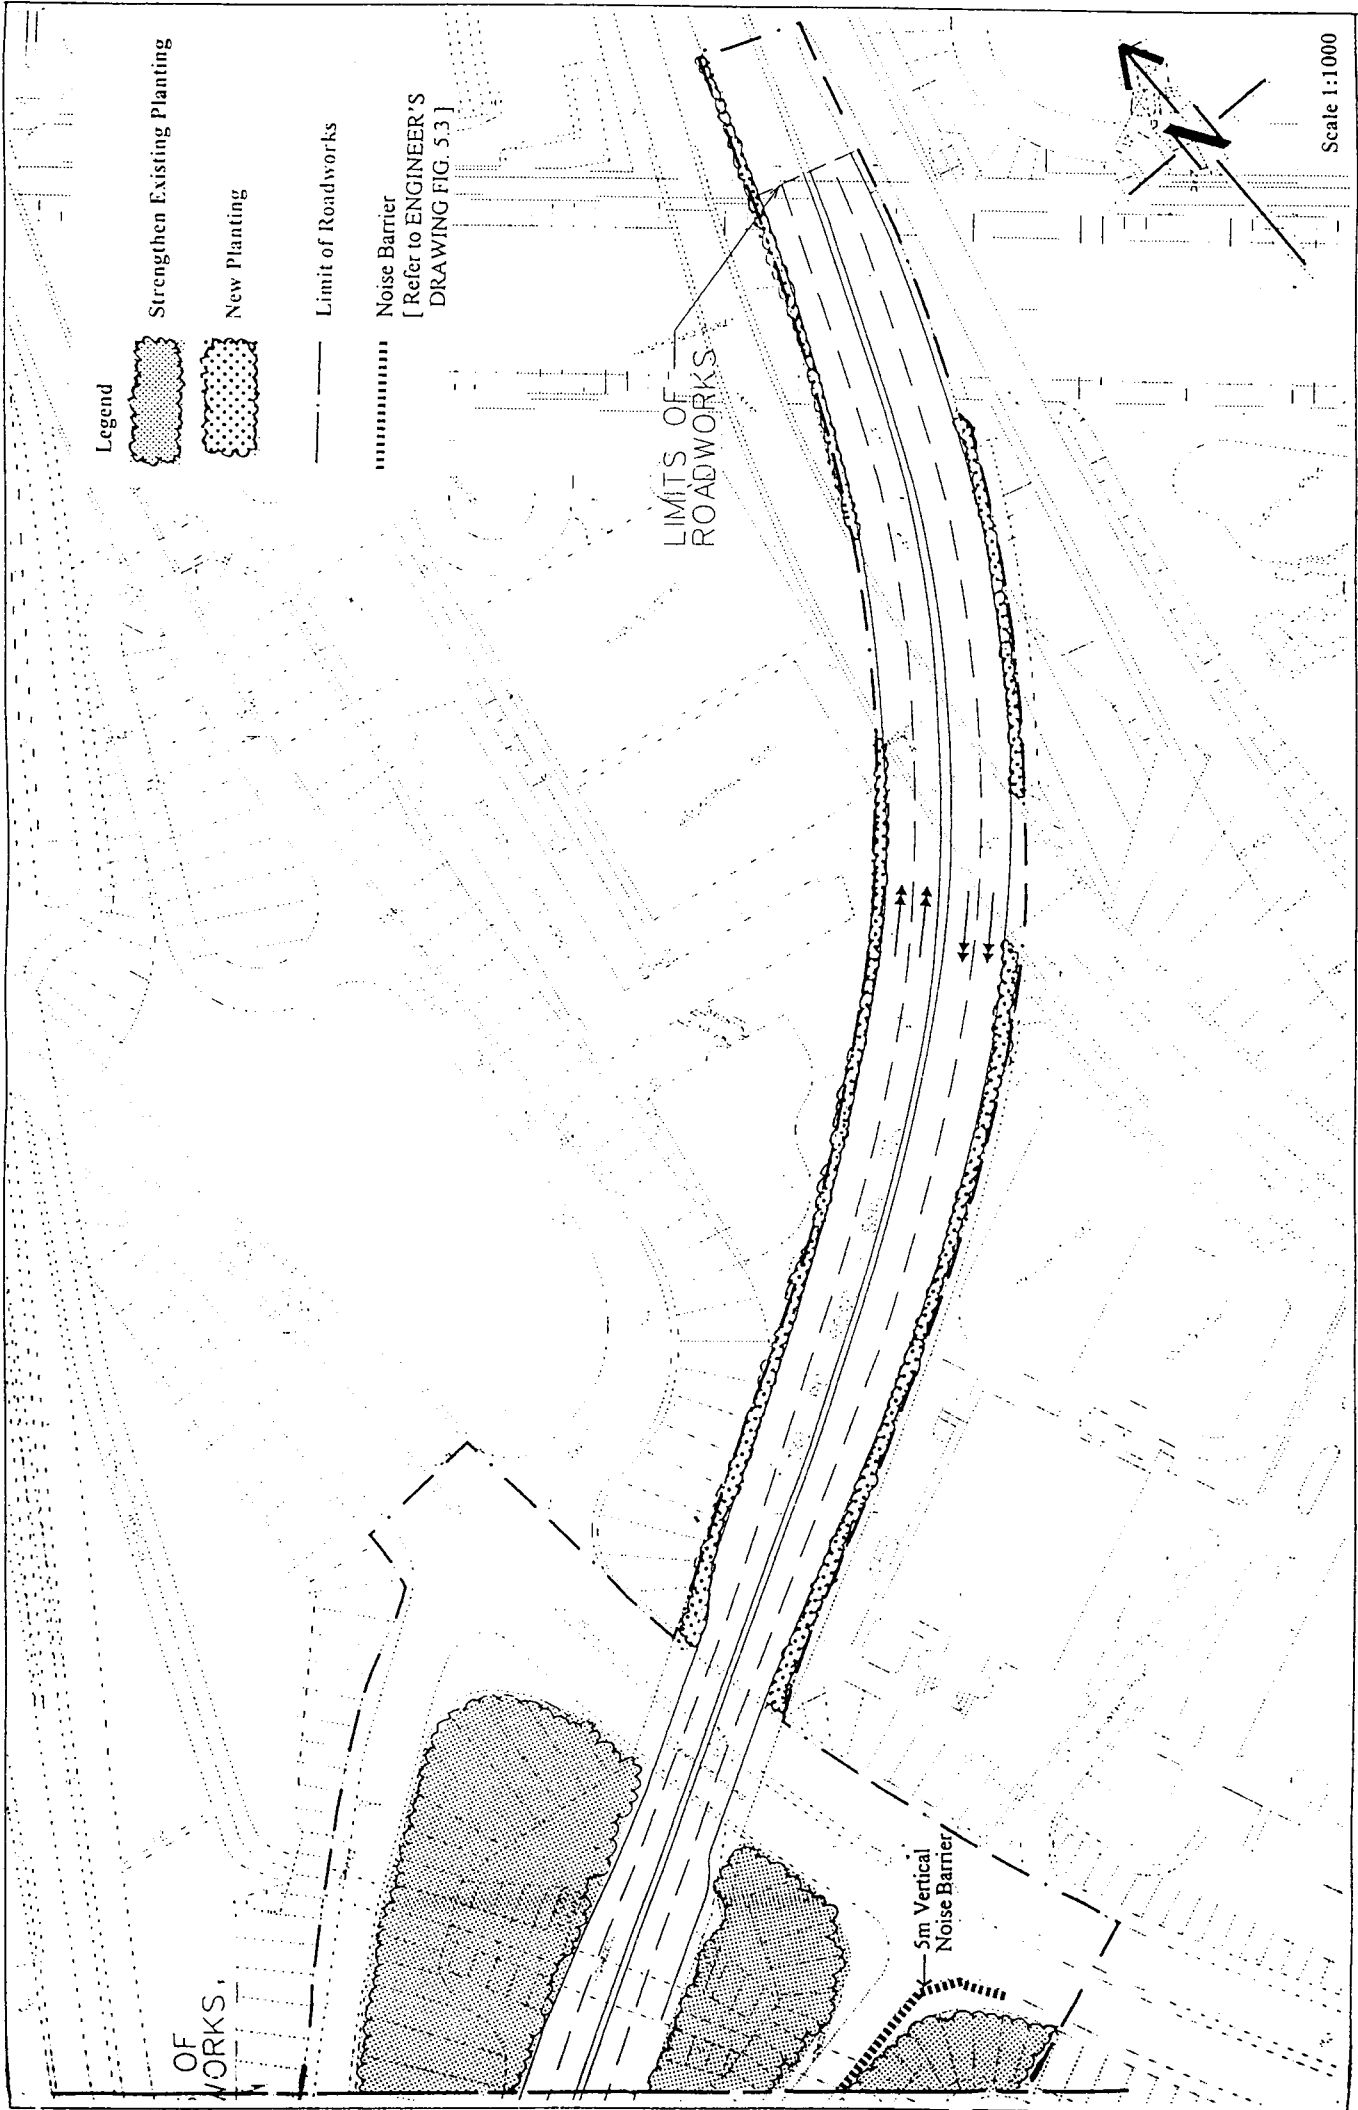 Legend
Strengthen Existing Planting
New Planting
Limit of Roadworks
Noise Barrier
[ Refer to ENGINEER'S
DRAWING FIG. 5.3 ]
LIMITS OF
ROADWORKS
N
Scale 1:1000
OF
WORKS.
5m Vertical
Noise Barrier